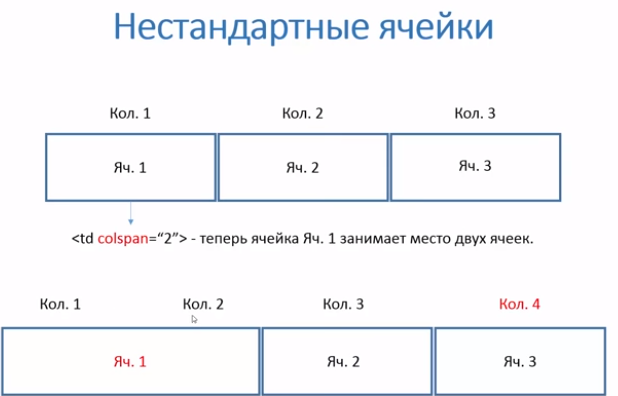 Нестандартные ячейки
Кол. 1 Кол. 2 Кол. 3
Яч. 1 Яч. 2 Яч. 3
<td colspan=“2”> - теперь ячейка Яч. 1 занимает место двух ячеек.
Кол. 1 Кол. 2 Кол. 3 Кол. 4
Яч. 1 Яч. 2 Яч. 3